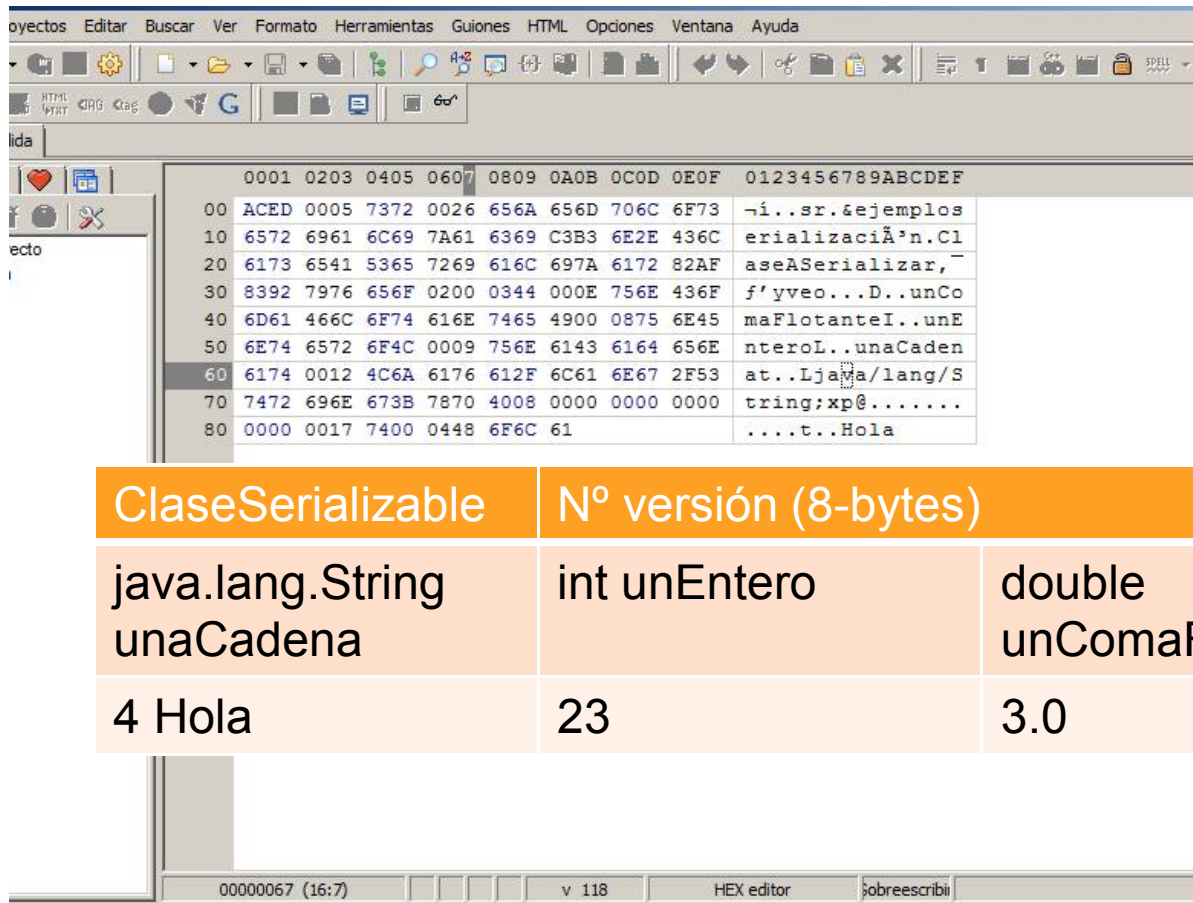 oyectos Editar Buscar Ver Formato Herramientas Guiones HTML Opciones Ventana Ayuda
lida
ecto
0001 0203 0405 0607 0809 0A0B 0C0D 0E0F 0123456789ABCDEF
00 ACED 0005 7372 0026 656A 656D 706C 6F73 ¬í..sr.&ejemplos
10 6572 6961 6C69 7A61 6369 C3B3 6E2E 436C erializaciÃ³n.Cl
20 6173 6541 5365 7269 616C 697A 6172 82AF aseASerializar‚¯
30 8392 7976 656F 0200 0344 000E 756E 436F ƒ’yveo...D..unCo
40 6D61 466C 6F74 616E 7465 4900 0875 6E45 maFlotanteI..unE
50 6E74 6572 6F4C 0009 756E 6143 6164 656E nteroL..unaCaden
60 6174 0012 4C6A 6176 612F 6C61 6E67 2F53 at..Ljava/lang/S
70 7472 696E 673B 7870 4008 0000 0000 0000 tring;xp@.......
80 0000 0017 7400 0448 6F6C 61 ....t..Hola
ClaseSerializable Nº versión (8-bytes)
java.lang.String int unEntero double
unaCadena unComaF
4 Hola 23 3.0
00000067 (16:7) v 118 HEX editor Sobreescribi